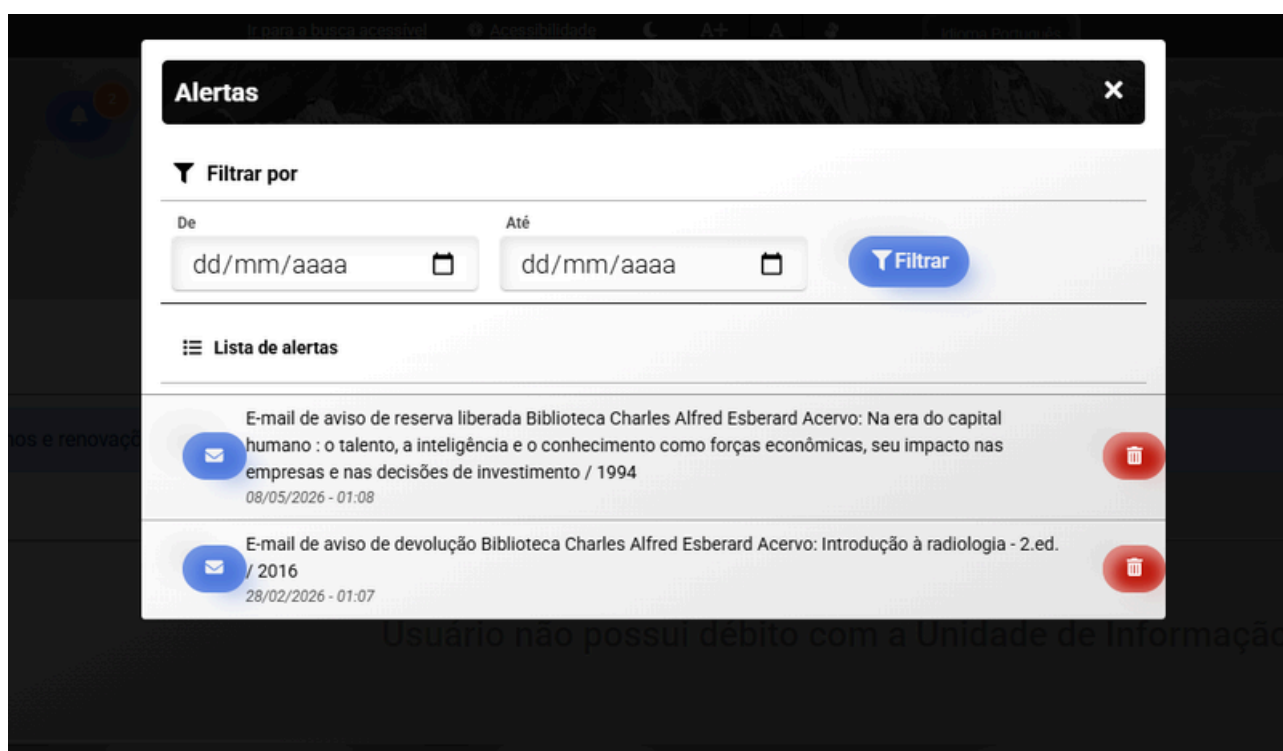 Ir para a busca acessível Acessibilidade A+ A Idioma Português
2
Alertas
Filtrar por
De Até
dd/mm/aaaa dd/mm/aaaa Filtrar
Lista de alertas
E-mail de aviso de reserva liberada Biblioteca Charles Alfred Esberard Acervo: Na era do capital
humano : o talento, a inteligência e o conhecimento como forças econômicas, seu impacto nas
empresas e nas decisões de investimento / 1994
08/05/2026 - 01:08
E-mail de aviso de devolução Biblioteca Charles Alfred Esberard Acervo: Introdução à radiologia - 2.ed.
/ 2016
28/02/2026 - 01:07
Usuário não possui débito com a Unidade de Informação